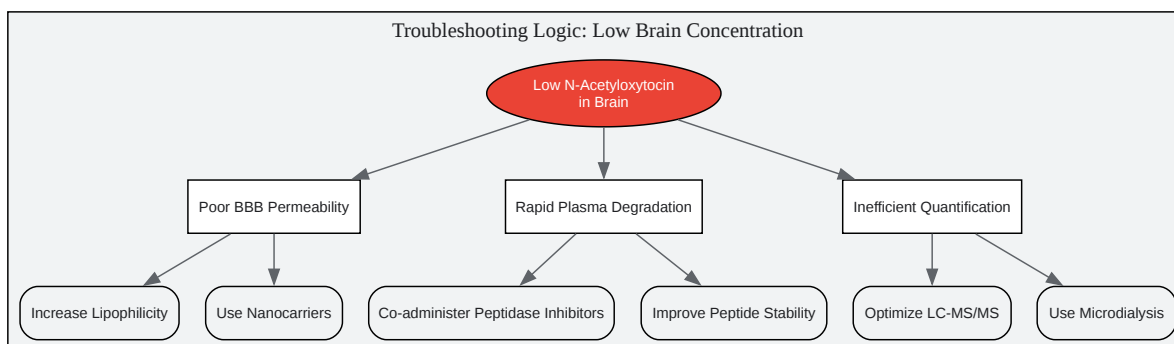 Troubleshooting Logic: Low Brain Concentration
Low N-Acetyloxytocin
in Brain
Poor BBB Permeability
Rapid Plasma Degradation
Inefficient Quantification
Increase Lipophilicity
Use Nanocarriers
Co-administer Peptidase Inhibitors
Improve Peptide Stability
Optimize LC-MS/MS
Use Microdialysis